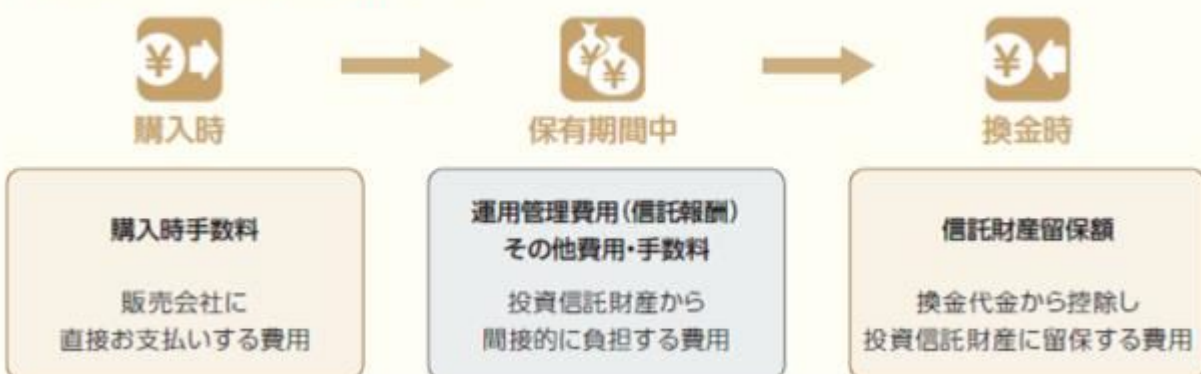 ¥
¥
¥
購入時
保有期間中
換金時
購入時手数料
販売会社に
直接お支払いする費用
運用管理費用(信託報酬)
その他費用・手数料
投資信託財産から
間接的に負担する費用
信託財産留保額
換金代金から控除し
投資信託財産に留保する費用